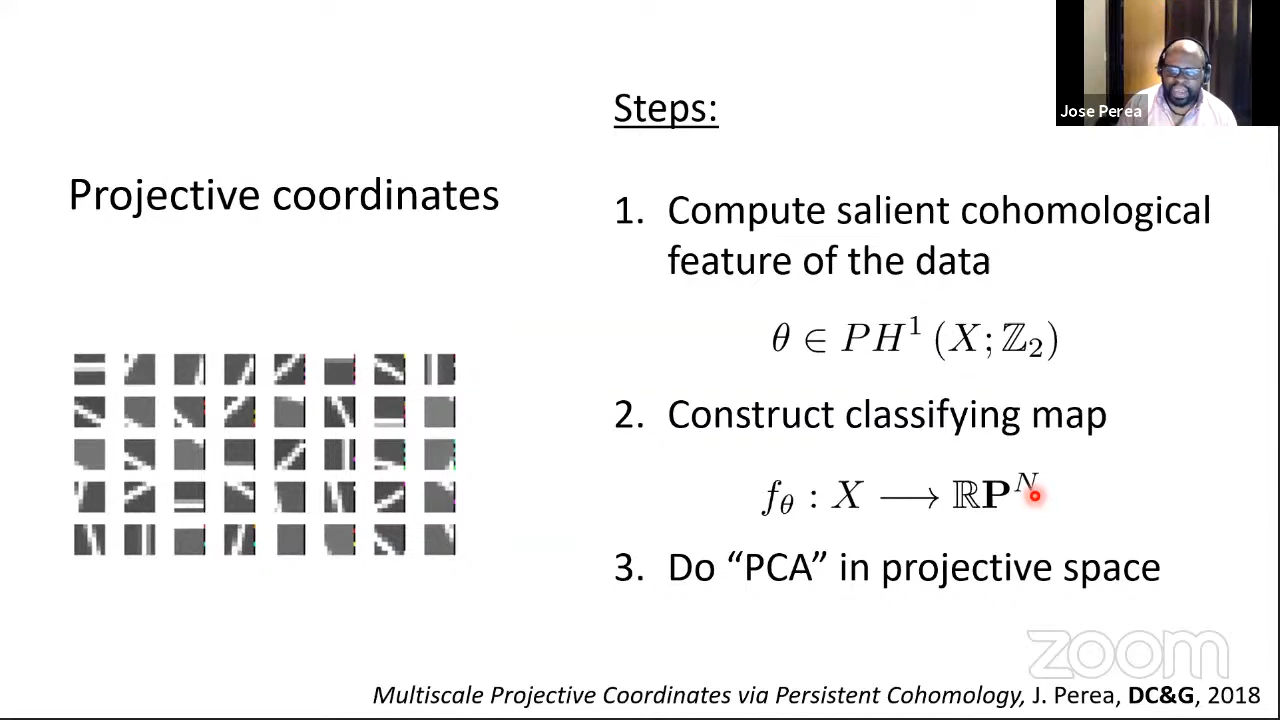 Jose Perea
Steps:
Projective coordinates
1. Compute salient cohomological
feature of the data
θ ∈ PH¹ (X; ℤ₂)
2. Construct classifying map
f_θ : X ⟶ ℝP^N
3. Do “PCA” in projective space
zoom
Multiscale Projective Coordinates via Persistent Cohomology, J. Perea, DC&G, 2018